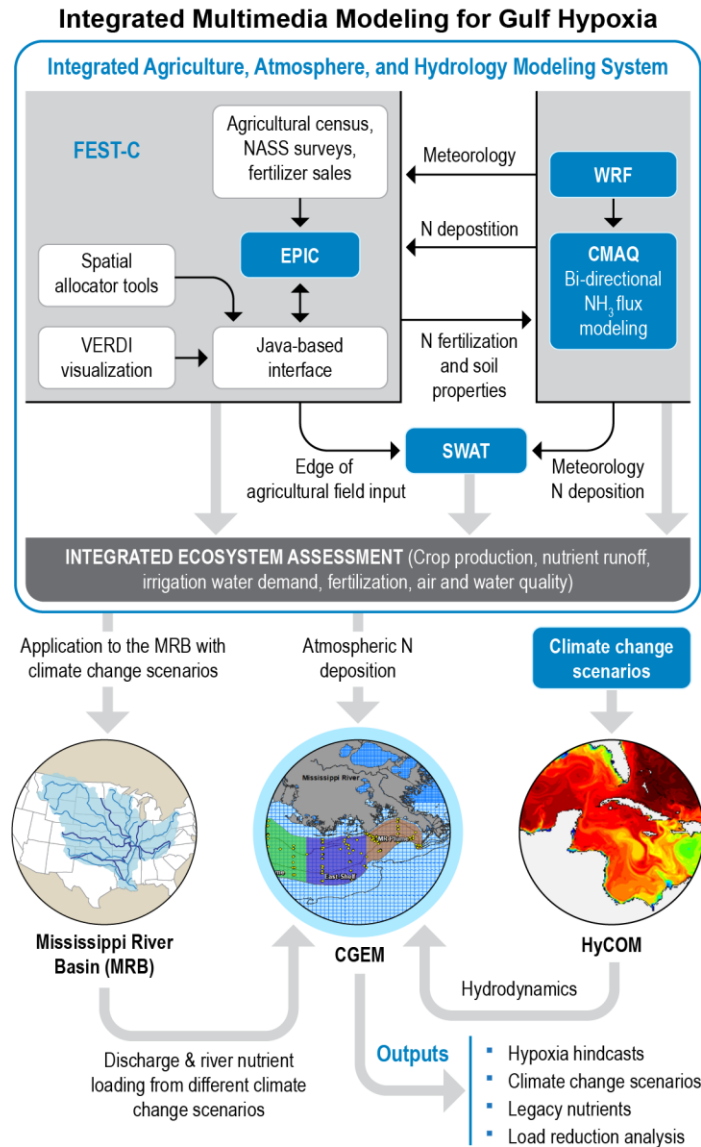 Integrated Multimedia Modeling for Gulf Hypoxia
Integrated Agriculture, Atmosphere, and Hydrology Modeling System
FEST-C
Agricultural census,
NASS surveys,
fertilizer sales
EPIC
Spatial
allocator tools
VERDI
visualization
Java-based
interface
Meteorology
N depostition
N fertilization
and soil
properties
WRF
CMAQ
Bi-directional
NH3 flux
modeling
SWAT
Edge of
agricultural field input
Meteorology
N deposition
INTEGRATED ECOSYSTEM ASSESSMENT (Crop production, nutrient runoff,
irrigation water demand, fertilization, air and water quality)
Application to the MRB with
climate change scenarios
Atmospheric N
deposition
Climate change
scenarios
Mississippi River
East-Shelf
Mississippi River
Basin (MRB)
CGEM
HyCOM
Hydrodynamics
Discharge & river nutrient
loading from different climate
change scenarios
Outputs
▪ Hypoxia hindcasts
▪ Climate change scenarios
▪ Legacy nutrients
▪ Load reduction analysis